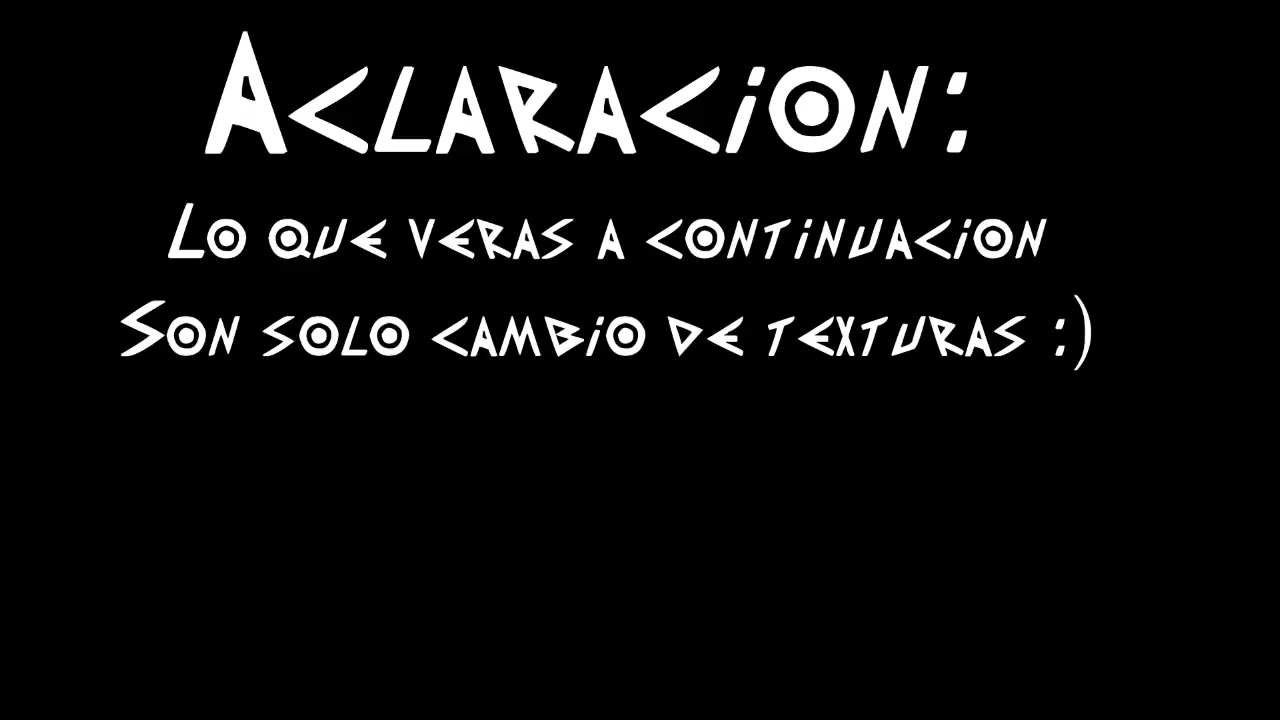 Aclaracion:
Lo que veras a continuacion
Son solo cambio de texturas :)